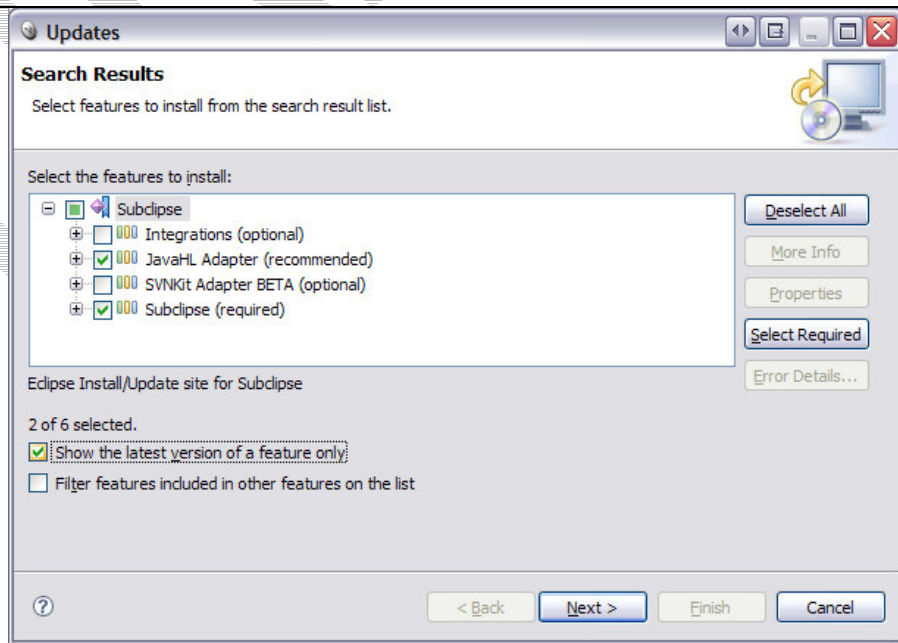 Updates
Search Results
Select features to install from the search result list.
Select the features to install:
Subclipse
Integrations (optional)
JavaHL Adapter (recommended)
SVNKit Adapter BETA (optional)
Subclipse (required)
Deselect All
More Info
Properties
Select Required
Error Details...
Eclipse Install/Update site for Subclipse
2 of 6 selected.
Show the latest version of a feature only
Filter features included in other features on the list
?
< Back
Next >
Finish
Cancel